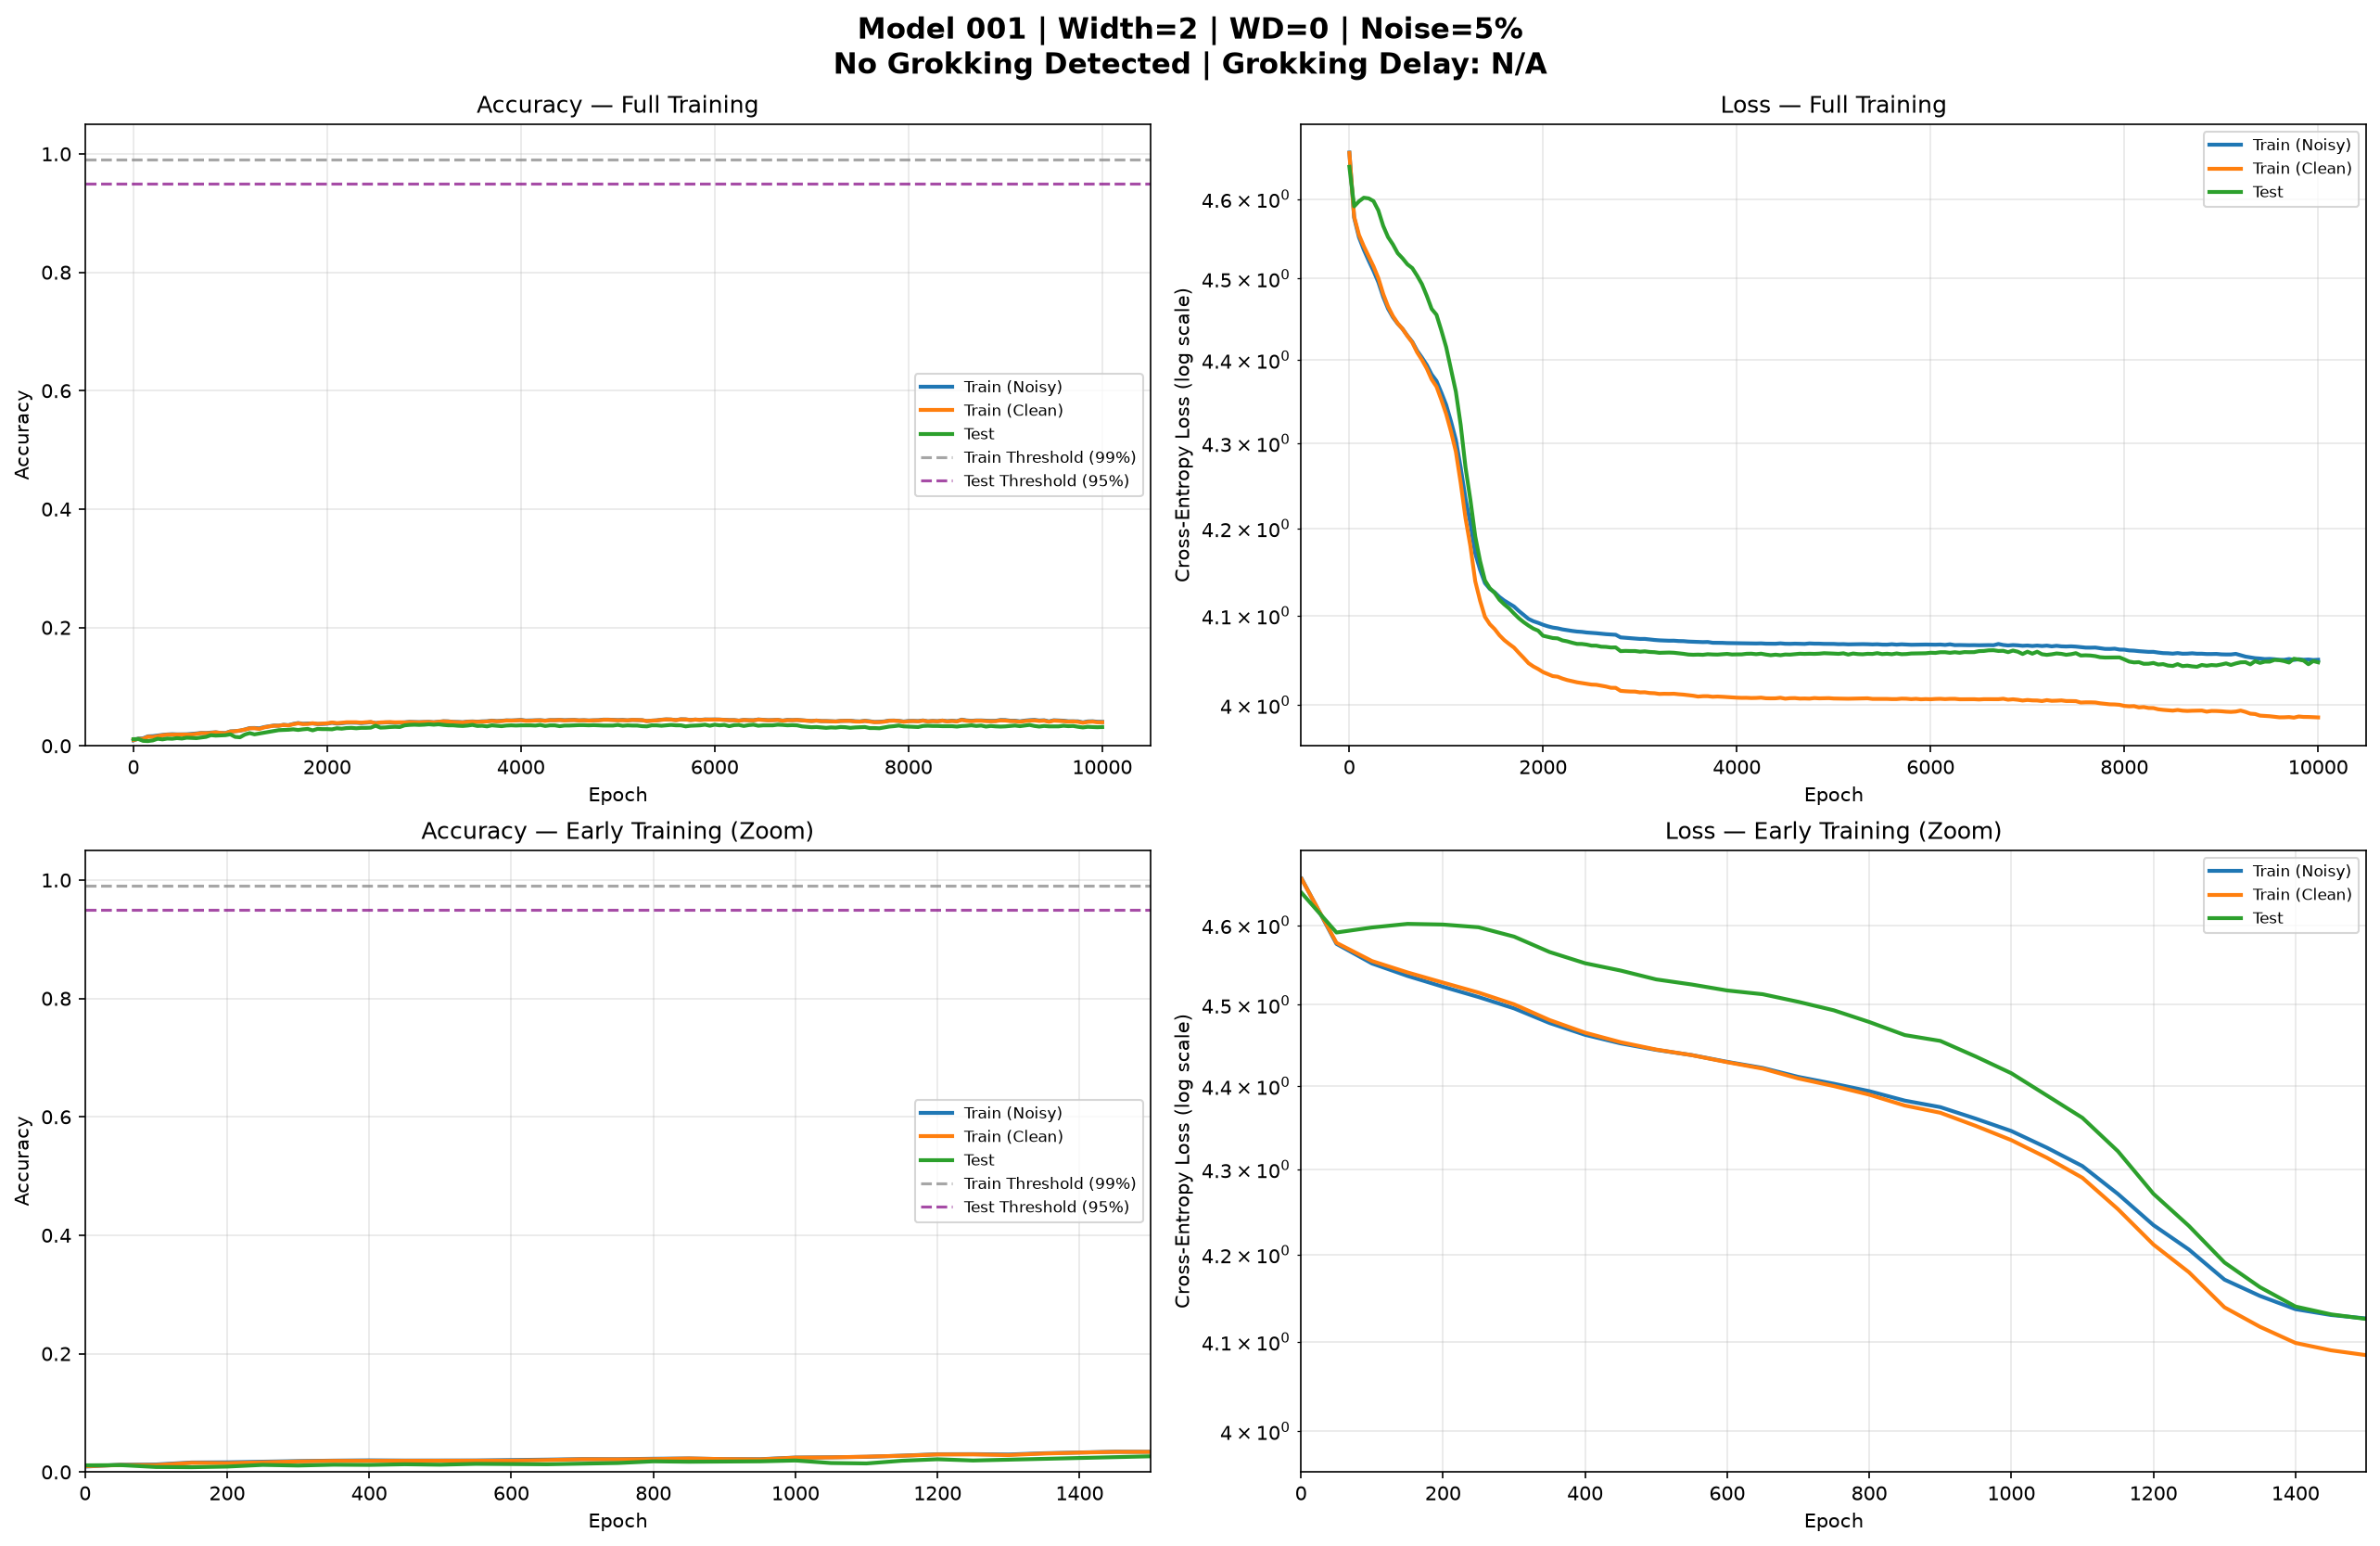 Model 001 | Width=2 | WD=0 | Noise=5%
No Grokking Detected | Grokking Delay: N/A
Accuracy — Full Training
Accuracy
1.0
0.8
0.6
0.4
0.2
0.0
0 2000 4000 6000 8000 10000
Epoch
Train (Noisy)
Train (Clean)
Test
Train Threshold (99%)
Test Threshold (95%)
Loss — Full Training
Cross-Entropy Loss (log scale)
4.6 × 10⁰
4.5 × 10⁰
4.4 × 10⁰
4.3 × 10⁰
4.2 × 10⁰
4.1 × 10⁰
4 × 10⁰
0 2000 4000 6000 8000 10000
Epoch
Train (Noisy)
Train (Clean)
Test
Accuracy — Early Training (Zoom)
Accuracy
1.0
0.8
0.6
0.4
0.2
0.0
0 200 400 600 800 1000 1200 1400
Epoch
Train (Noisy)
Train (Clean)
Test
Train Threshold (99%)
Test Threshold (95%)
Loss — Early Training (Zoom)
Cross-Entropy Loss (log scale)
4.6 × 10⁰
4.5 × 10⁰
4.4 × 10⁰
4.3 × 10⁰
4.2 × 10⁰
4.1 × 10⁰
4 × 10⁰
0 200 400 600 800 1000 1200 1400
Epoch
Train (Noisy)
Train (Clean)
Test